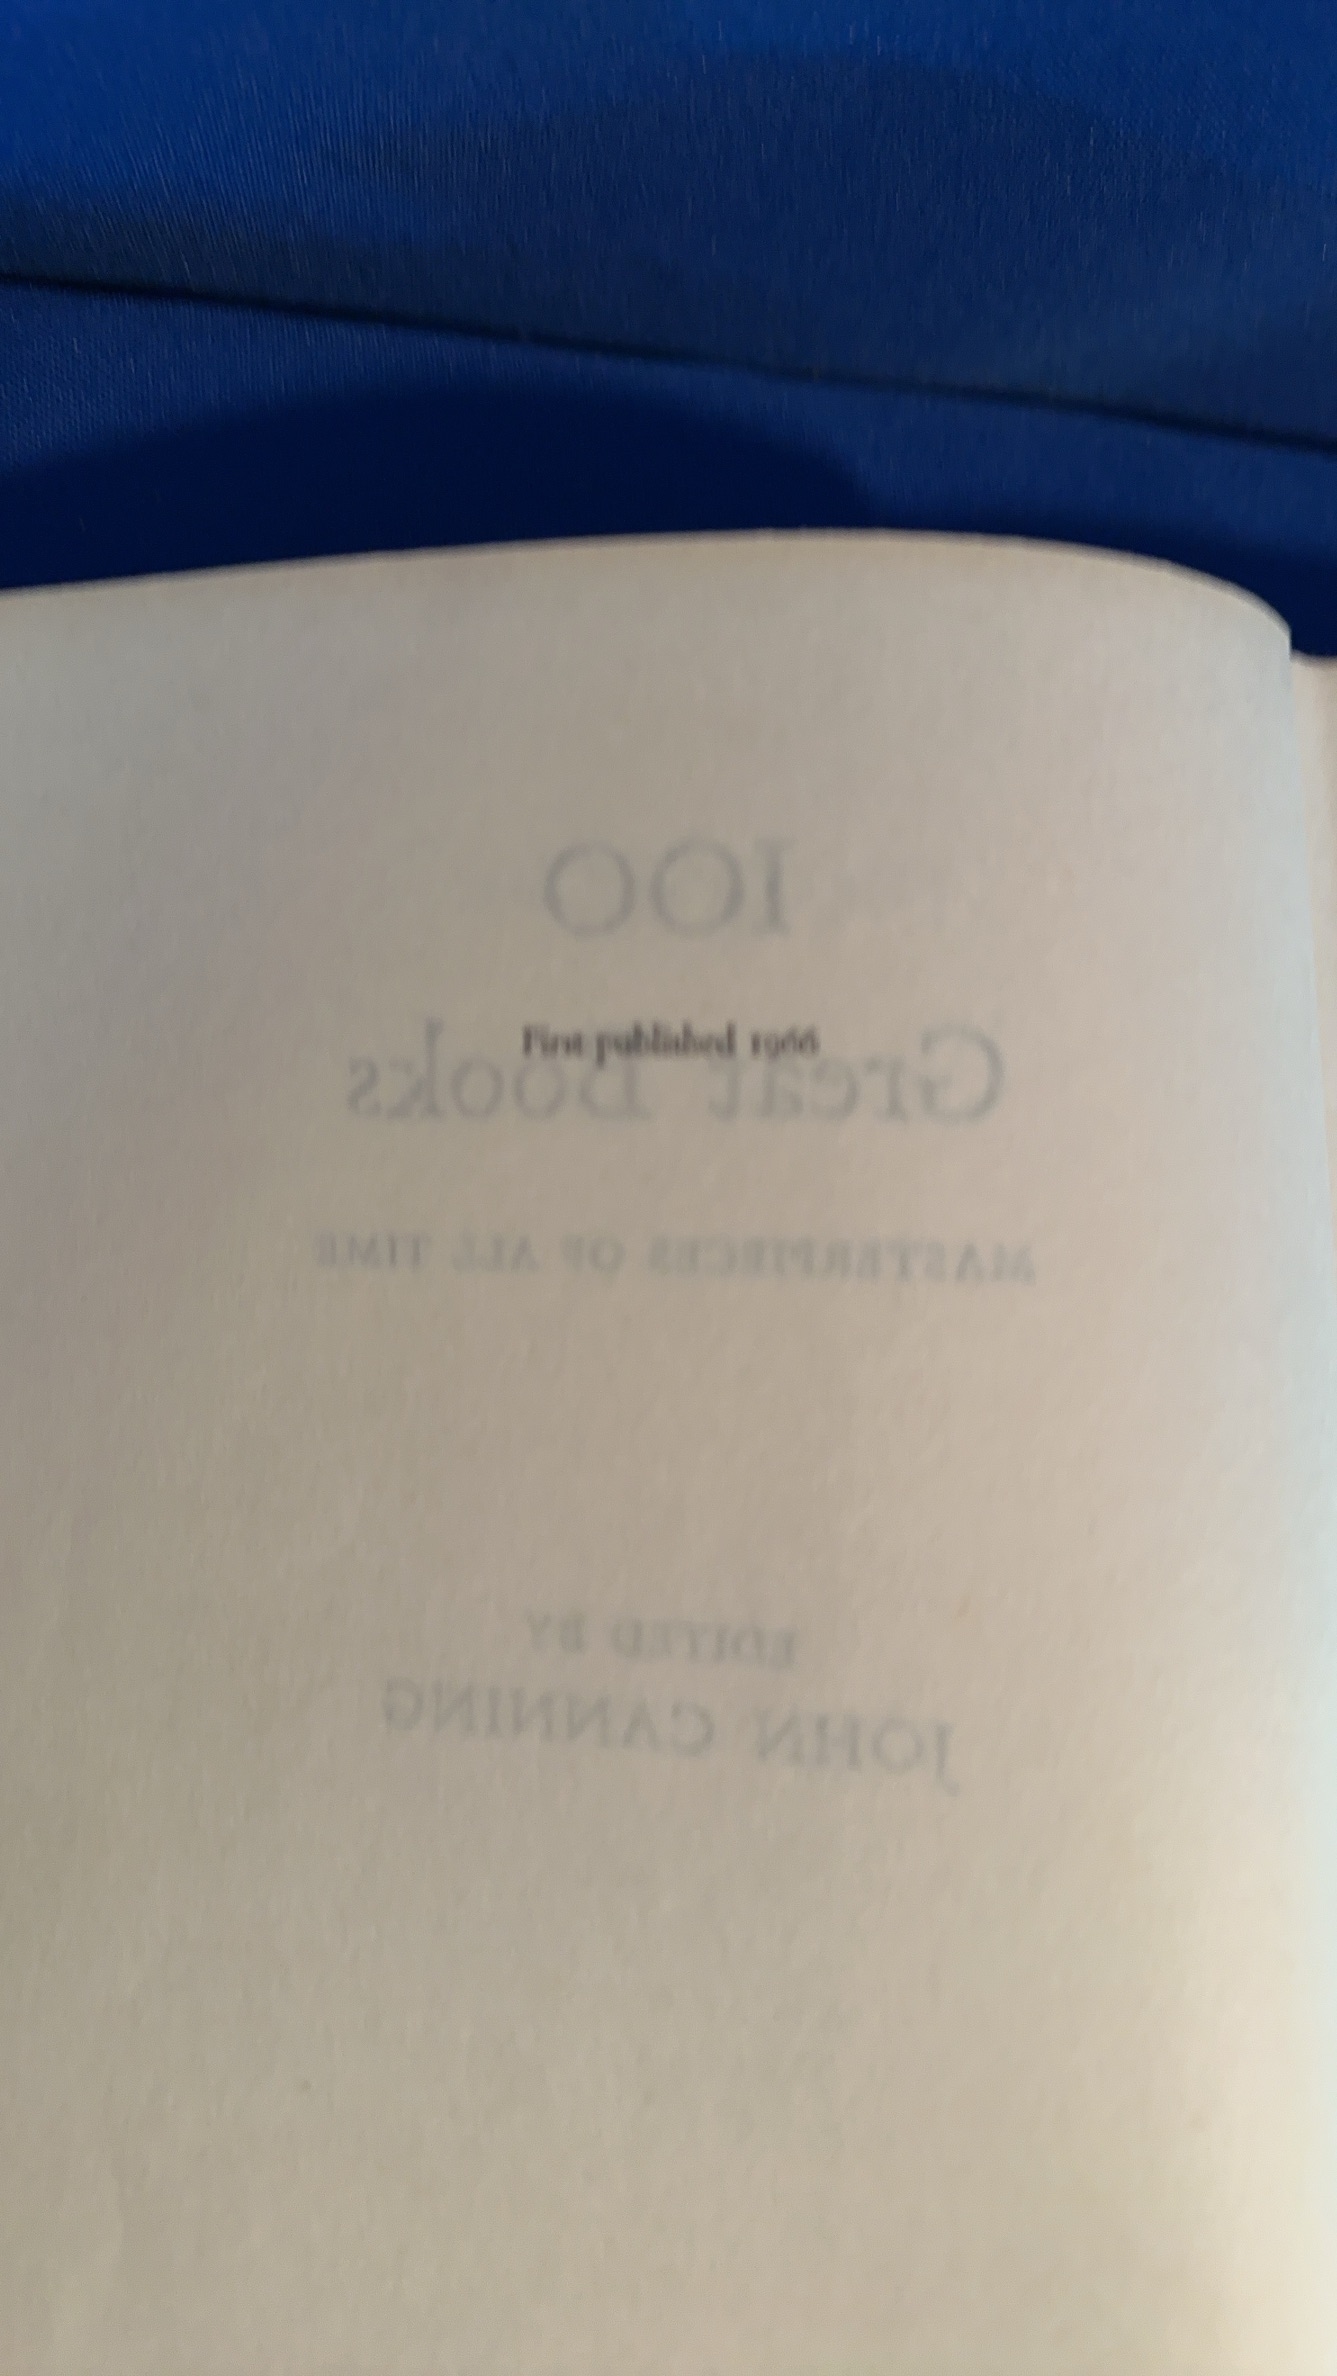 100
First published 1966
Great Books
MASTERPIECES OF ALL TIME
EDITED BY
JOHN CANNING